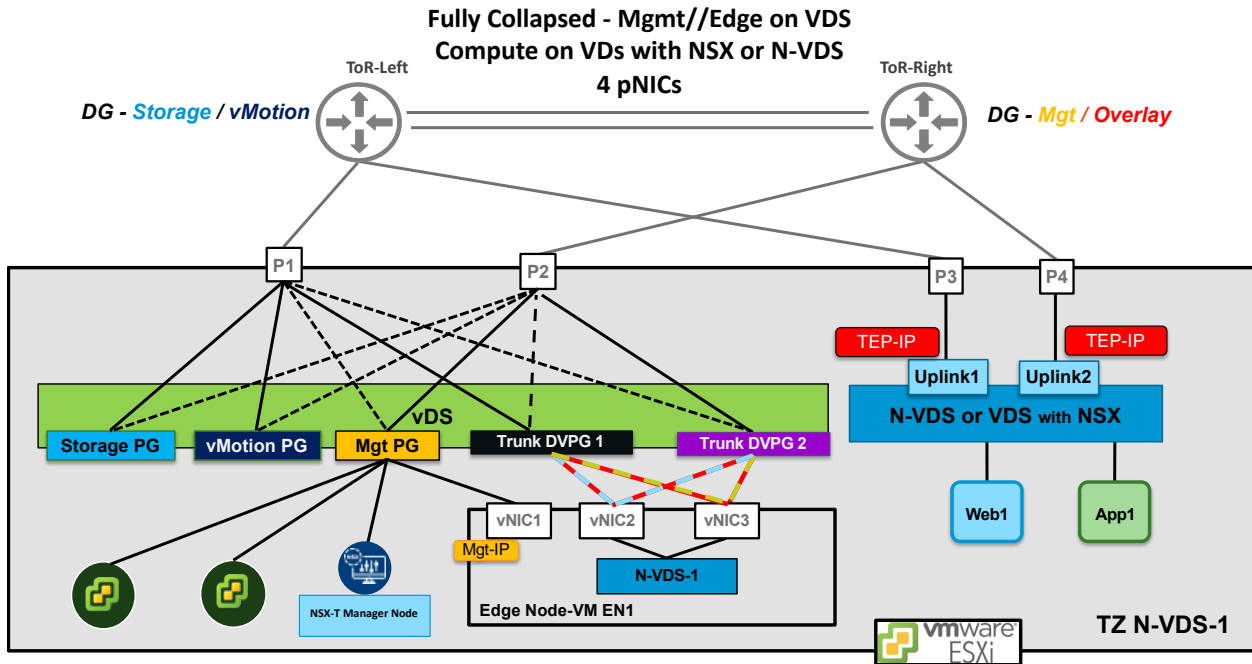 Fully Collapsed - Mgmt//Edge on VDS
Compute on VDs with NSX or N-VDS
4 pNICs
ToR-Left
ToR-Right
DG - Storage / vMotion
DG - Mgt / Overlay
P1
P2
P3
P4
TEP-IP
TEP-IP
Uplink1
Uplink2
vDS
N-VDS or VDS with NSX
Storage PG
vMotion PG
Mgt PG
Trunk DVPG 1
Trunk DVPG 2
vNIC1
vNIC2
vNIC3
Web1
App1
Mgt-IP
N-VDS-1
NSX-T Manager Node
Edge Node-VM EN1
TZ N-VDS-1
vmware
ESXi